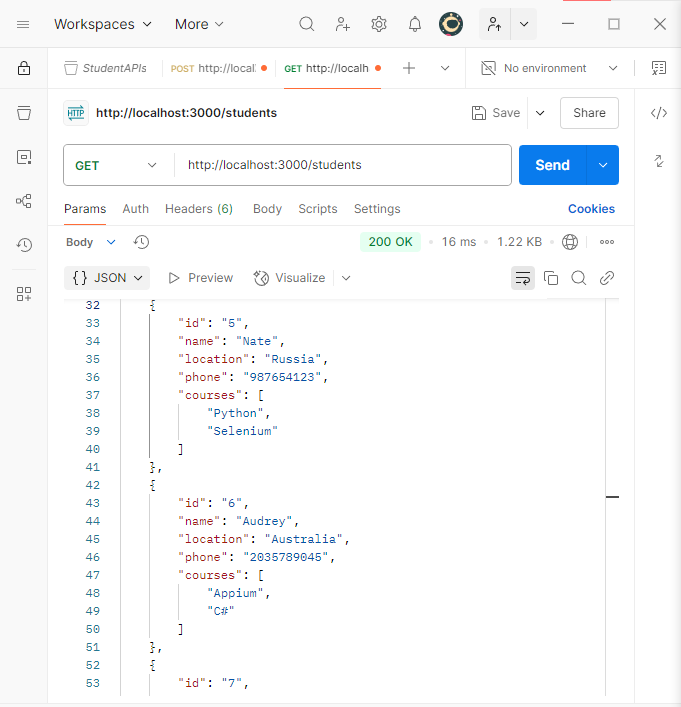 Workspaces More
StudentAPIs POST http://local GET http://localh No environment
HTTP http://localhost:3000/students Save Share
GET http://localhost:3000/students Send
Params Auth Headers (6) Body Scripts Settings Cookies
Body 200 OK 16 ms 1.22 KB
{} JSON Preview Visualize
32 {
33 "id": "5",
34 "name": "Nate",
35 "location": "Russia",
36 "phone": "987654123",
37 "courses": [
38 "Python",
39 "Selenium"
40 ]
41 },
42 {
43 "id": "6",
44 "name": "Audrey",
45 "location": "Australia",
46 "phone": "2035789045",
47 "courses": [
48 "Appium",
49 "C#"
50 ]
51 },
52 {
53 "id": "7",